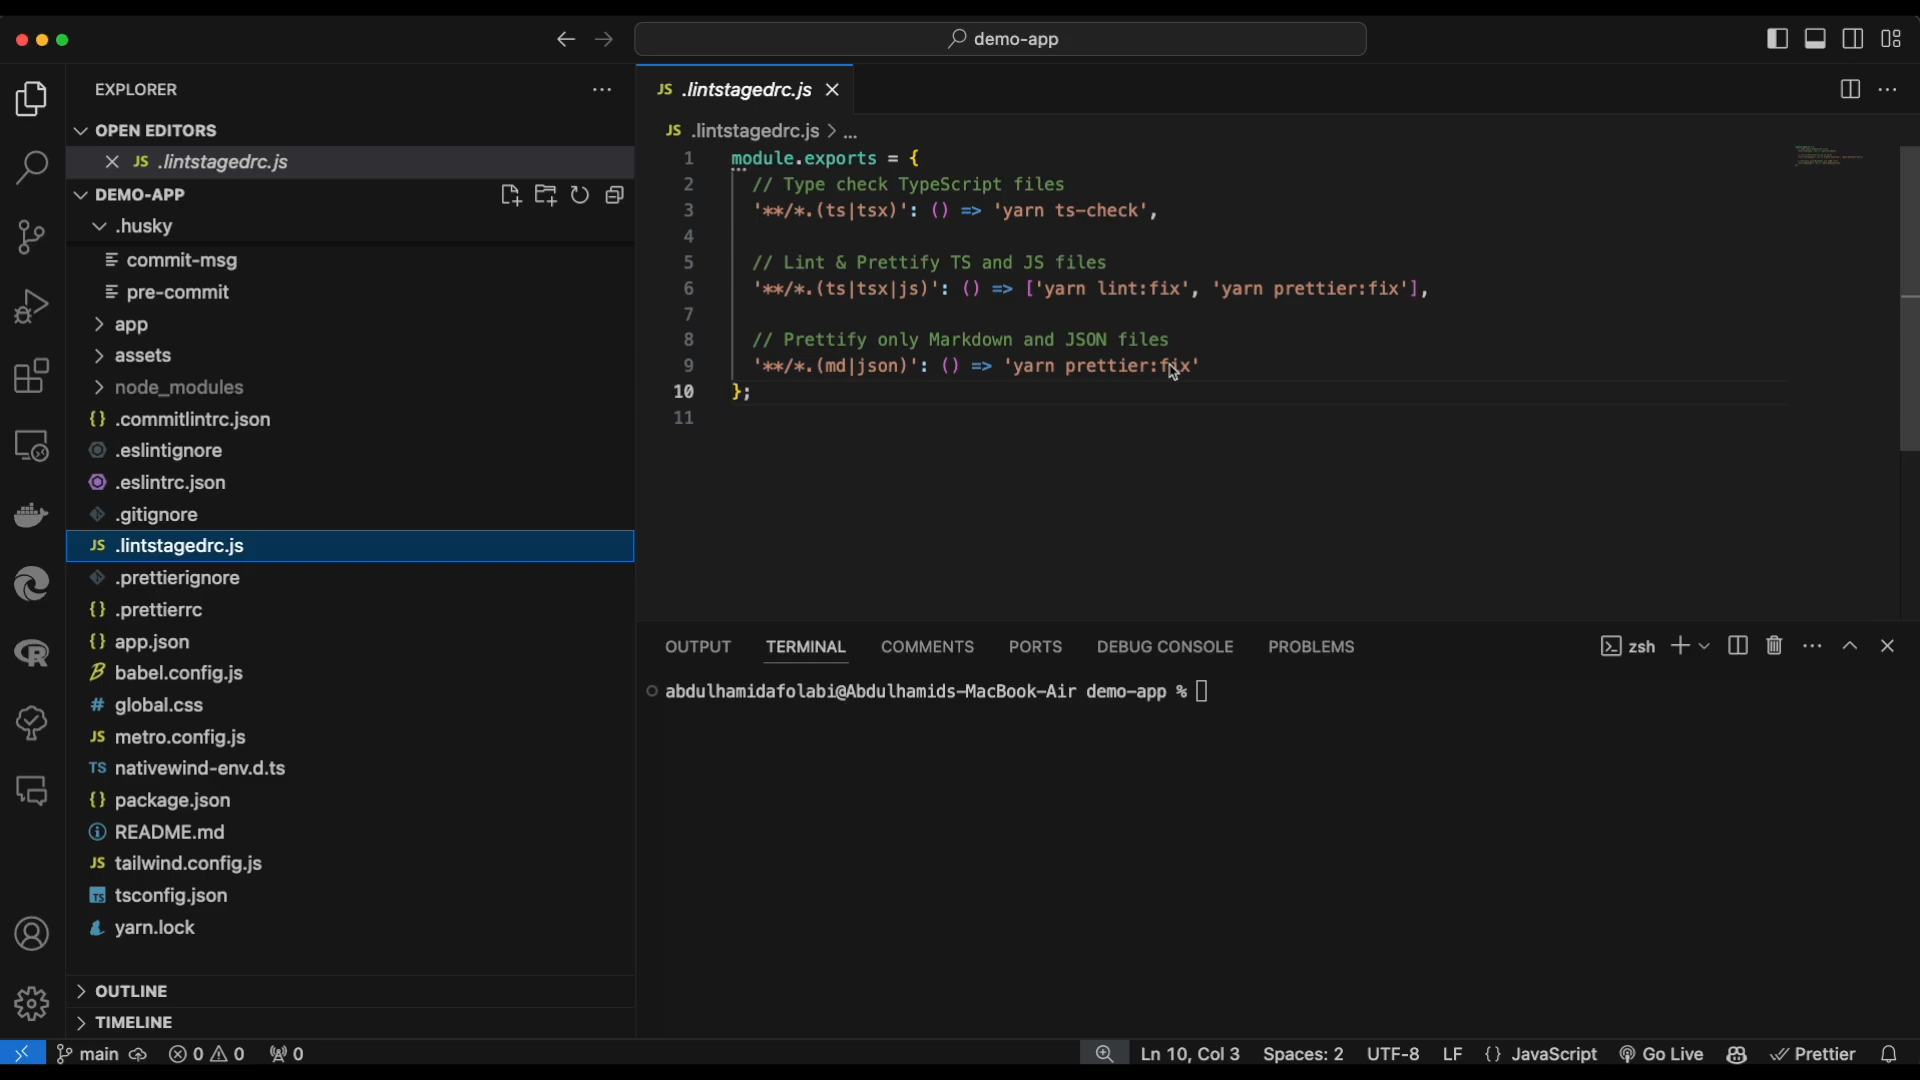 demo-app
EXPLORER
OPEN EDITORS
JS .lintstagedrc.js
DEMO-APP
.husky
commit-msg
pre-commit
app
assets
node_modules
{} .commitlintrc.json
.eslintignore
.eslintrc.json
.gitignore
JS .lintstagedrc.js
.prettierignore
{} .prettierrc
{} app.json
babel.config.js
# global.css
JS metro.config.js
TS nativewind-env.d.ts
{} package.json
README.md
JS tailwind.config.js
TS tsconfig.json
yarn.lock
OUTLINE
TIMELINE
JS .lintstagedrc.js
JS .lintstagedrc.js > ...
1 module.exports = {
2 // Type check TypeScript files
3 '**/*.(ts|tsx)': () => 'yarn ts-check',
4
5 // Lint & Prettify TS and JS files
6 '**/*.(ts|tsx|js)': () => ['yarn lint:fix', 'yarn prettier:fix'],
7
8 // Prettify only Markdown and JSON files
9 '**/*.(md|json)': () => 'yarn prettier:fix'
10 };
11
OUTPUT TERMINAL COMMENTS PORTS DEBUG CONSOLE PROBLEMS zsh
abdulhamidafolabi@Abdulhamids-MacBook-Air demo-app %
main 0 0 0 Ln 10, Col 3 Spaces: 2 UTF-8 LF {} JavaScript Go Live Prettier